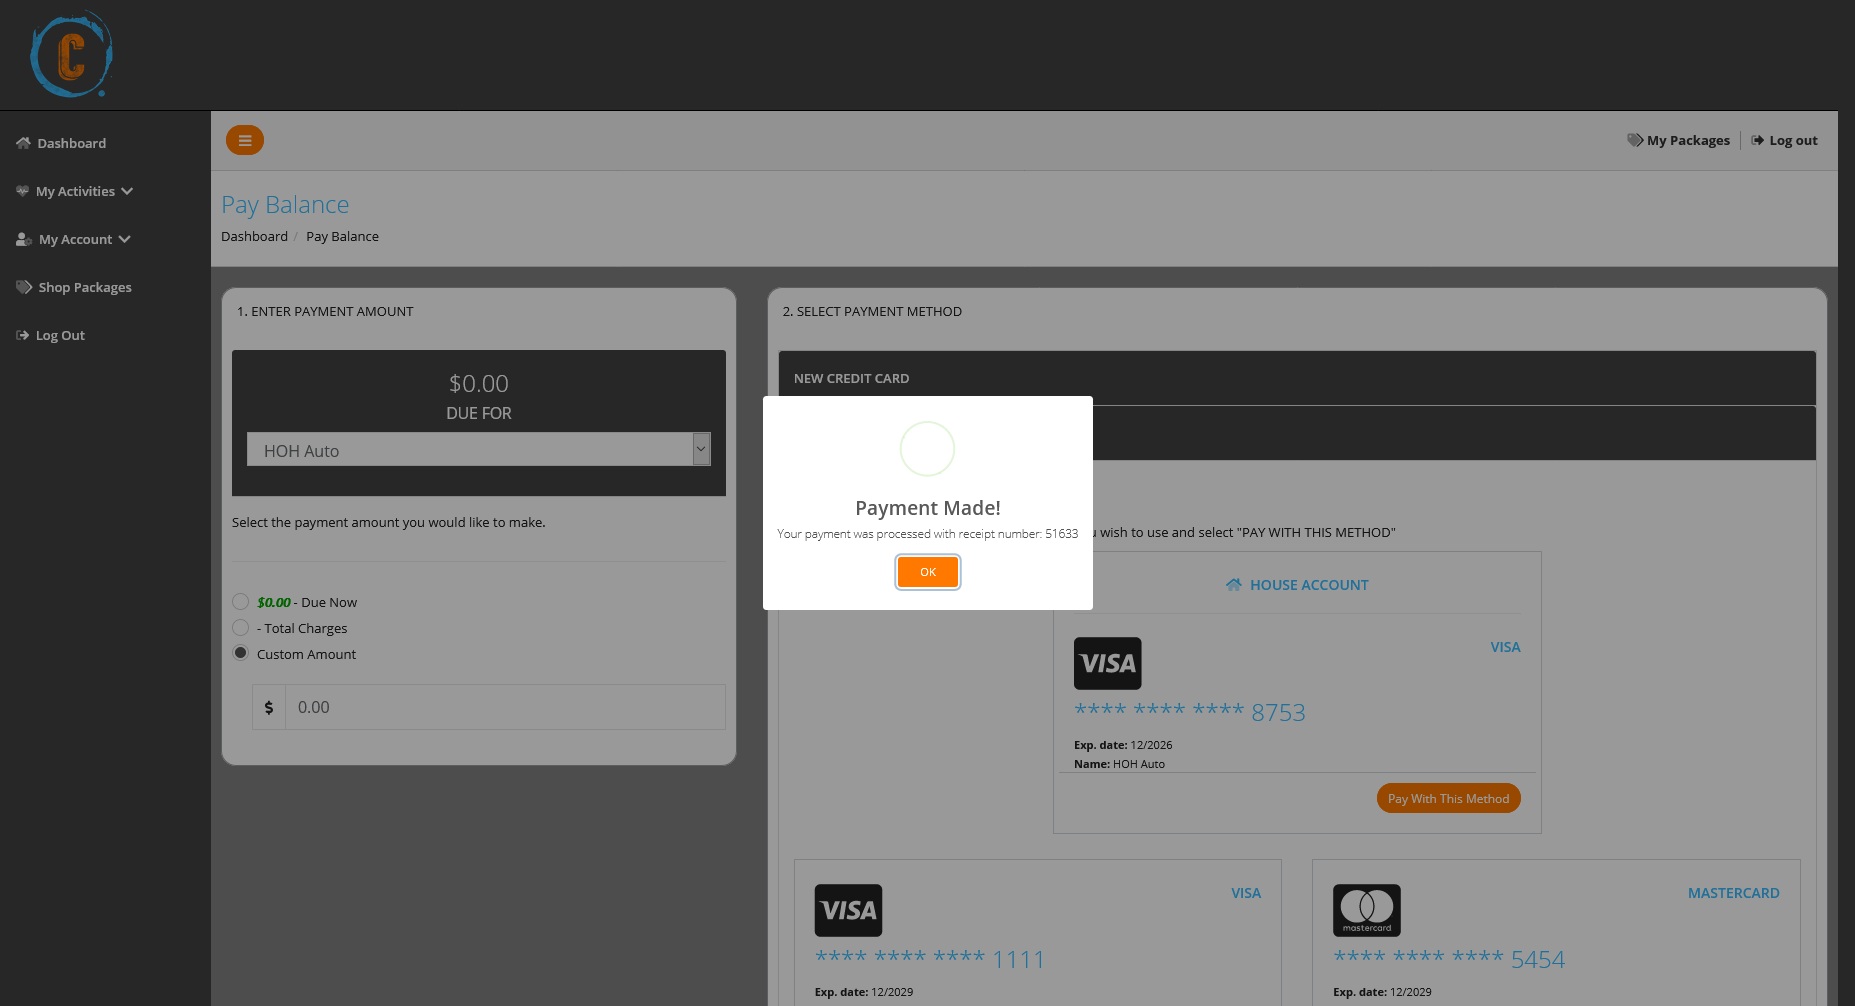 C
Dashboard
My Activities
My Account
Shop Packages
Log Out
My Packages
Log out
Pay Balance
Dashboard / Pay Balance
1. ENTER PAYMENT AMOUNT
$0.00
DUE FOR
HOH Auto
Select the payment amount you would like to make.
$0.00 - Due Now
- Total Charges
Custom Amount
$ 0.00
2. SELECT PAYMENT METHOD
NEW CREDIT CARD
Payment Made!
Your payment was processed with receipt number: 51633
OK
wish to use and select "PAY WITH THIS METHOD"
HOUSE ACCOUNT
VISA
VISA
**** **** **** 8753
Exp. date: 12/2026
Name: HOH Auto
Pay With This Method
VISA
VISA
**** **** **** 1111
Exp. date: 12/2029
mastercard
MASTERCARD
**** **** **** 5454
Exp. date: 12/2029